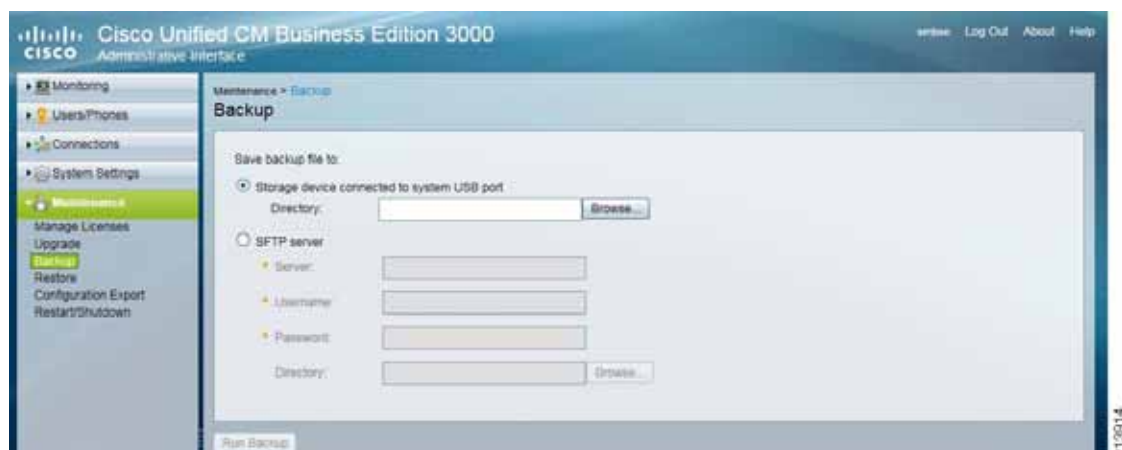 CISCO
Cisco Unified CM Business Edition 3000
Administrative Interface
Log Out About Help
Monitoring
Users/Phones
Connections
System Settings
Maintenance
Manage Licenses
Upgrade
Backup
Restore
Configuration Export
Restart/Shutdown
Maintenance > Backup
Backup
Save backup file to:
Storage device connected to system USB port
Directory: Browse...
SFTP server
* Server:
* Username:
* Password:
Directory: Browse...
Run Backup